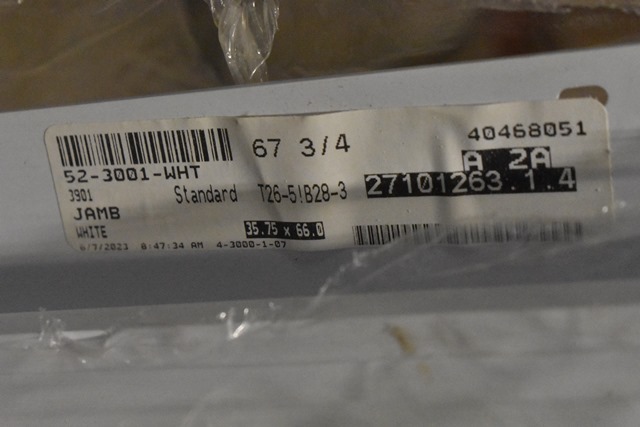 67 3/4
40468051
52-3001-WHT
A 2A
3901 Standard T26-5!B28-3
27101263.1.4
JAMB
WHITE 35.75 x 66.0
6/7/2021 8:47:34 AM 4-3000-1-07